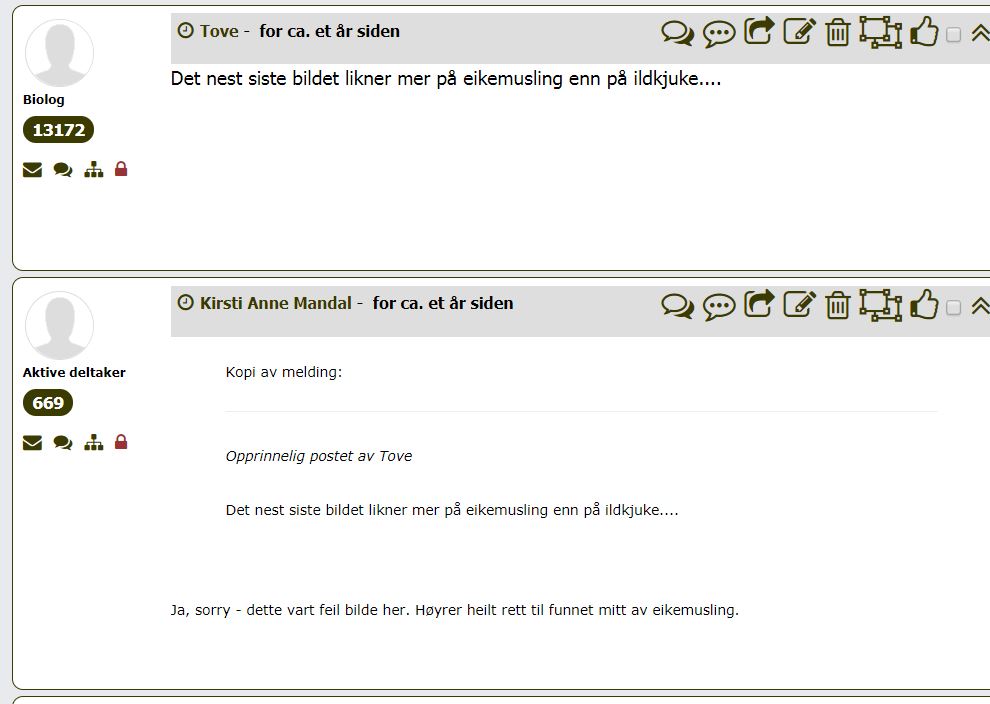 Tove - for ca. et år siden
Biolog
13172
Det nest siste bildet likner mer på eikemusling enn på ildkjuke....
Kirsti Anne Mandal - for ca. et år siden
Aktive deltaker
669
Kopi av melding:
Opprinnelig postet av Tove
Det nest siste bildet likner mer på eikemusling enn på ildkjuke....
Ja, sorry - dette vart feil bilde her. Høyrer heilt rett til funnet mitt av eikemusling.